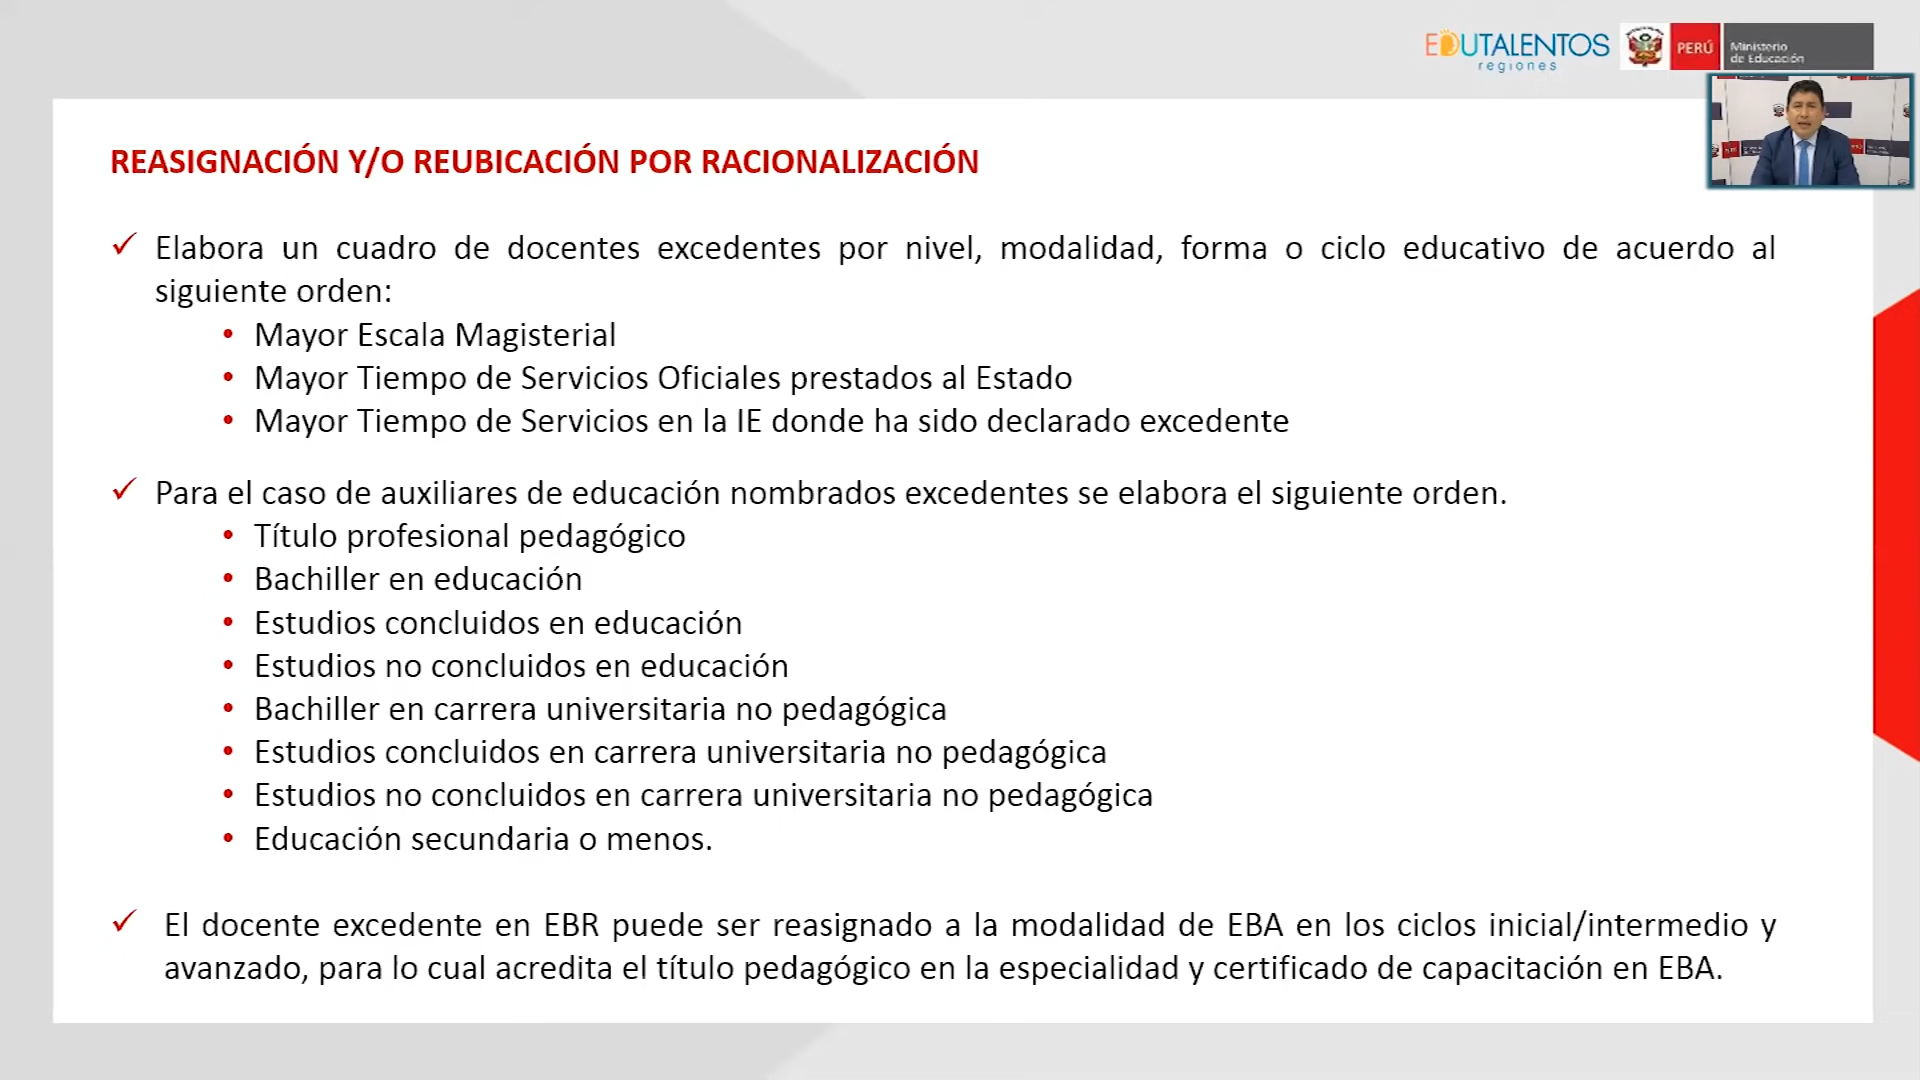 EDUTALENTOS
regiones
PERÚ
Ministerio
de Educación
REASIGNACIÓN Y/O REUBICACIÓN POR RACIONALIZACIÓN
✓ Elabora un cuadro de docentes excedentes por nivel, modalidad, forma o ciclo educativo de acuerdo al
siguiente orden:
• Mayor Escala Magisterial
• Mayor Tiempo de Servicios Oficiales prestados al Estado
• Mayor Tiempo de Servicios en la IE donde ha sido declarado excedente
✓ Para el caso de auxiliares de educación nombrados excedentes se elabora el siguiente orden.
• Título profesional pedagógico
• Bachiller en educación
• Estudios concluidos en educación
• Estudios no concluidos en educación
• Bachiller en carrera universitaria no pedagógica
• Estudios concluidos en carrera universitaria no pedagógica
• Estudios no concluidos en carrera universitaria no pedagógica
• Educación secundaria o menos.
✓ El docente excedente en EBR puede ser reasignado a la modalidad de EBA en los ciclos inicial/intermedio y
avanzado, para lo cual acredita el título pedagógico en la especialidad y certificado de capacitación en EBA.